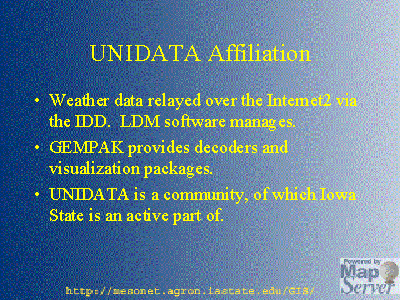 UNIDATA Affiliation
• Weather data relayed over the Internet2 via
the IDD. LDM software manages.
• GEMPAK provides decoders and
visualization packages.
• UNIDATA is a community, of which Iowa
State is an active part of.
Powered by
Map
Server
http://mesonet.agron.iastate.edu/GIS/